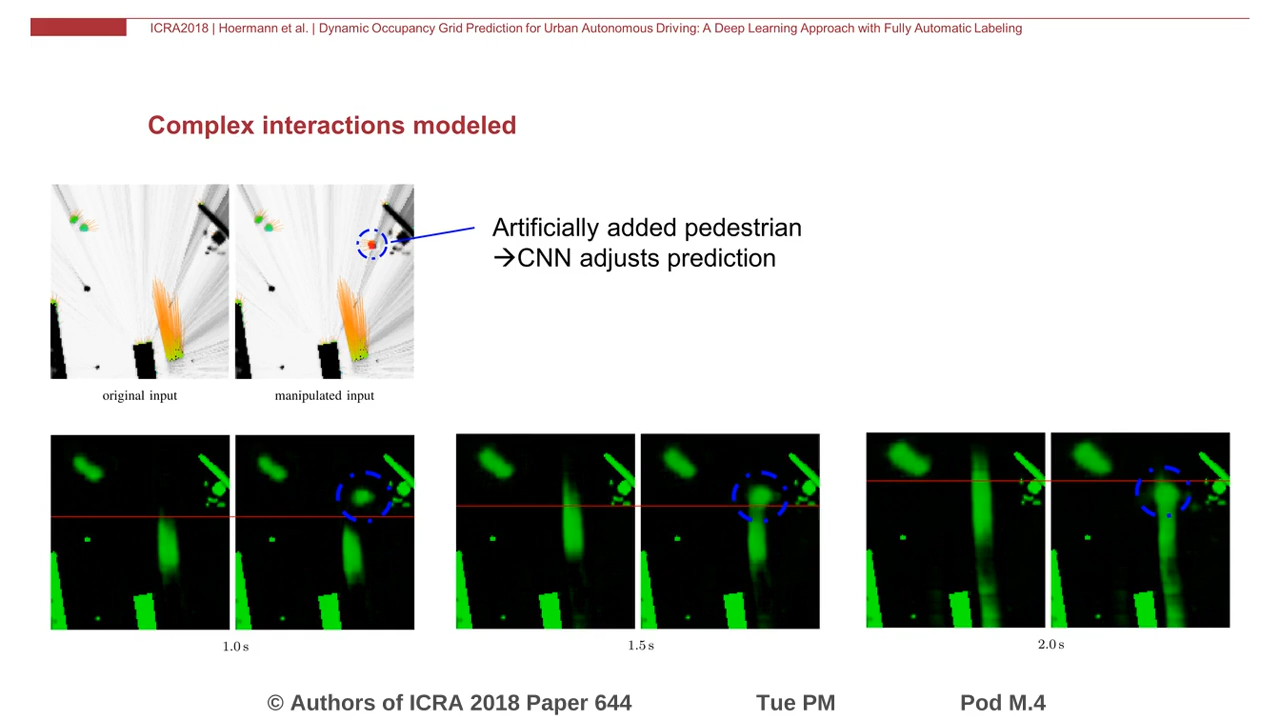 ICRA2018 | Hoermann et al. | Dynamic Occupancy Grid Prediction for Urban Autonomous Driving: A Deep Learning Approach with Fully Automatic Labeling
Complex interactions modeled
Artificially added pedestrian
→CNN adjusts prediction
original input
manipulated input
1.0 s
1.5 s
2.0 s
© Authors of ICRA 2018 Paper 644 Tue PM Pod M.4